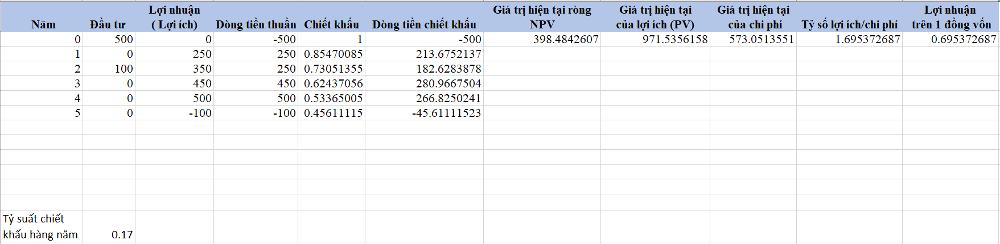 Năm	Đầu tư	Lợi nhuận ( Lợi ích)	Dòng tiền thuần	Chiết khấu	Dòng tiền chiết khấu	Giá trị hiện tại ròng NPV	Giá trị hiện tại của lợi ích (PV)	Giá trị hiện tại của chi phí	Tỷ số lợi ích/chi phí	Lợi nhuận trên 1 đồng vốn
0	500	0	-500	1	-500	398.4842607	971.5356158	573.0513551	1.695372687	0.695372687
1	0	250	250	0.85470085	213.6752137
2	100	350	250	0.73051355	182.6283878
3	0	450	450	0.62437056	280.9667504
4	0	500	500	0.53365005	266.8250241
5	0	-100	-100	0.45611115	-45.61111523
Tỷ suất chiết
khấu hàng năm	0.17